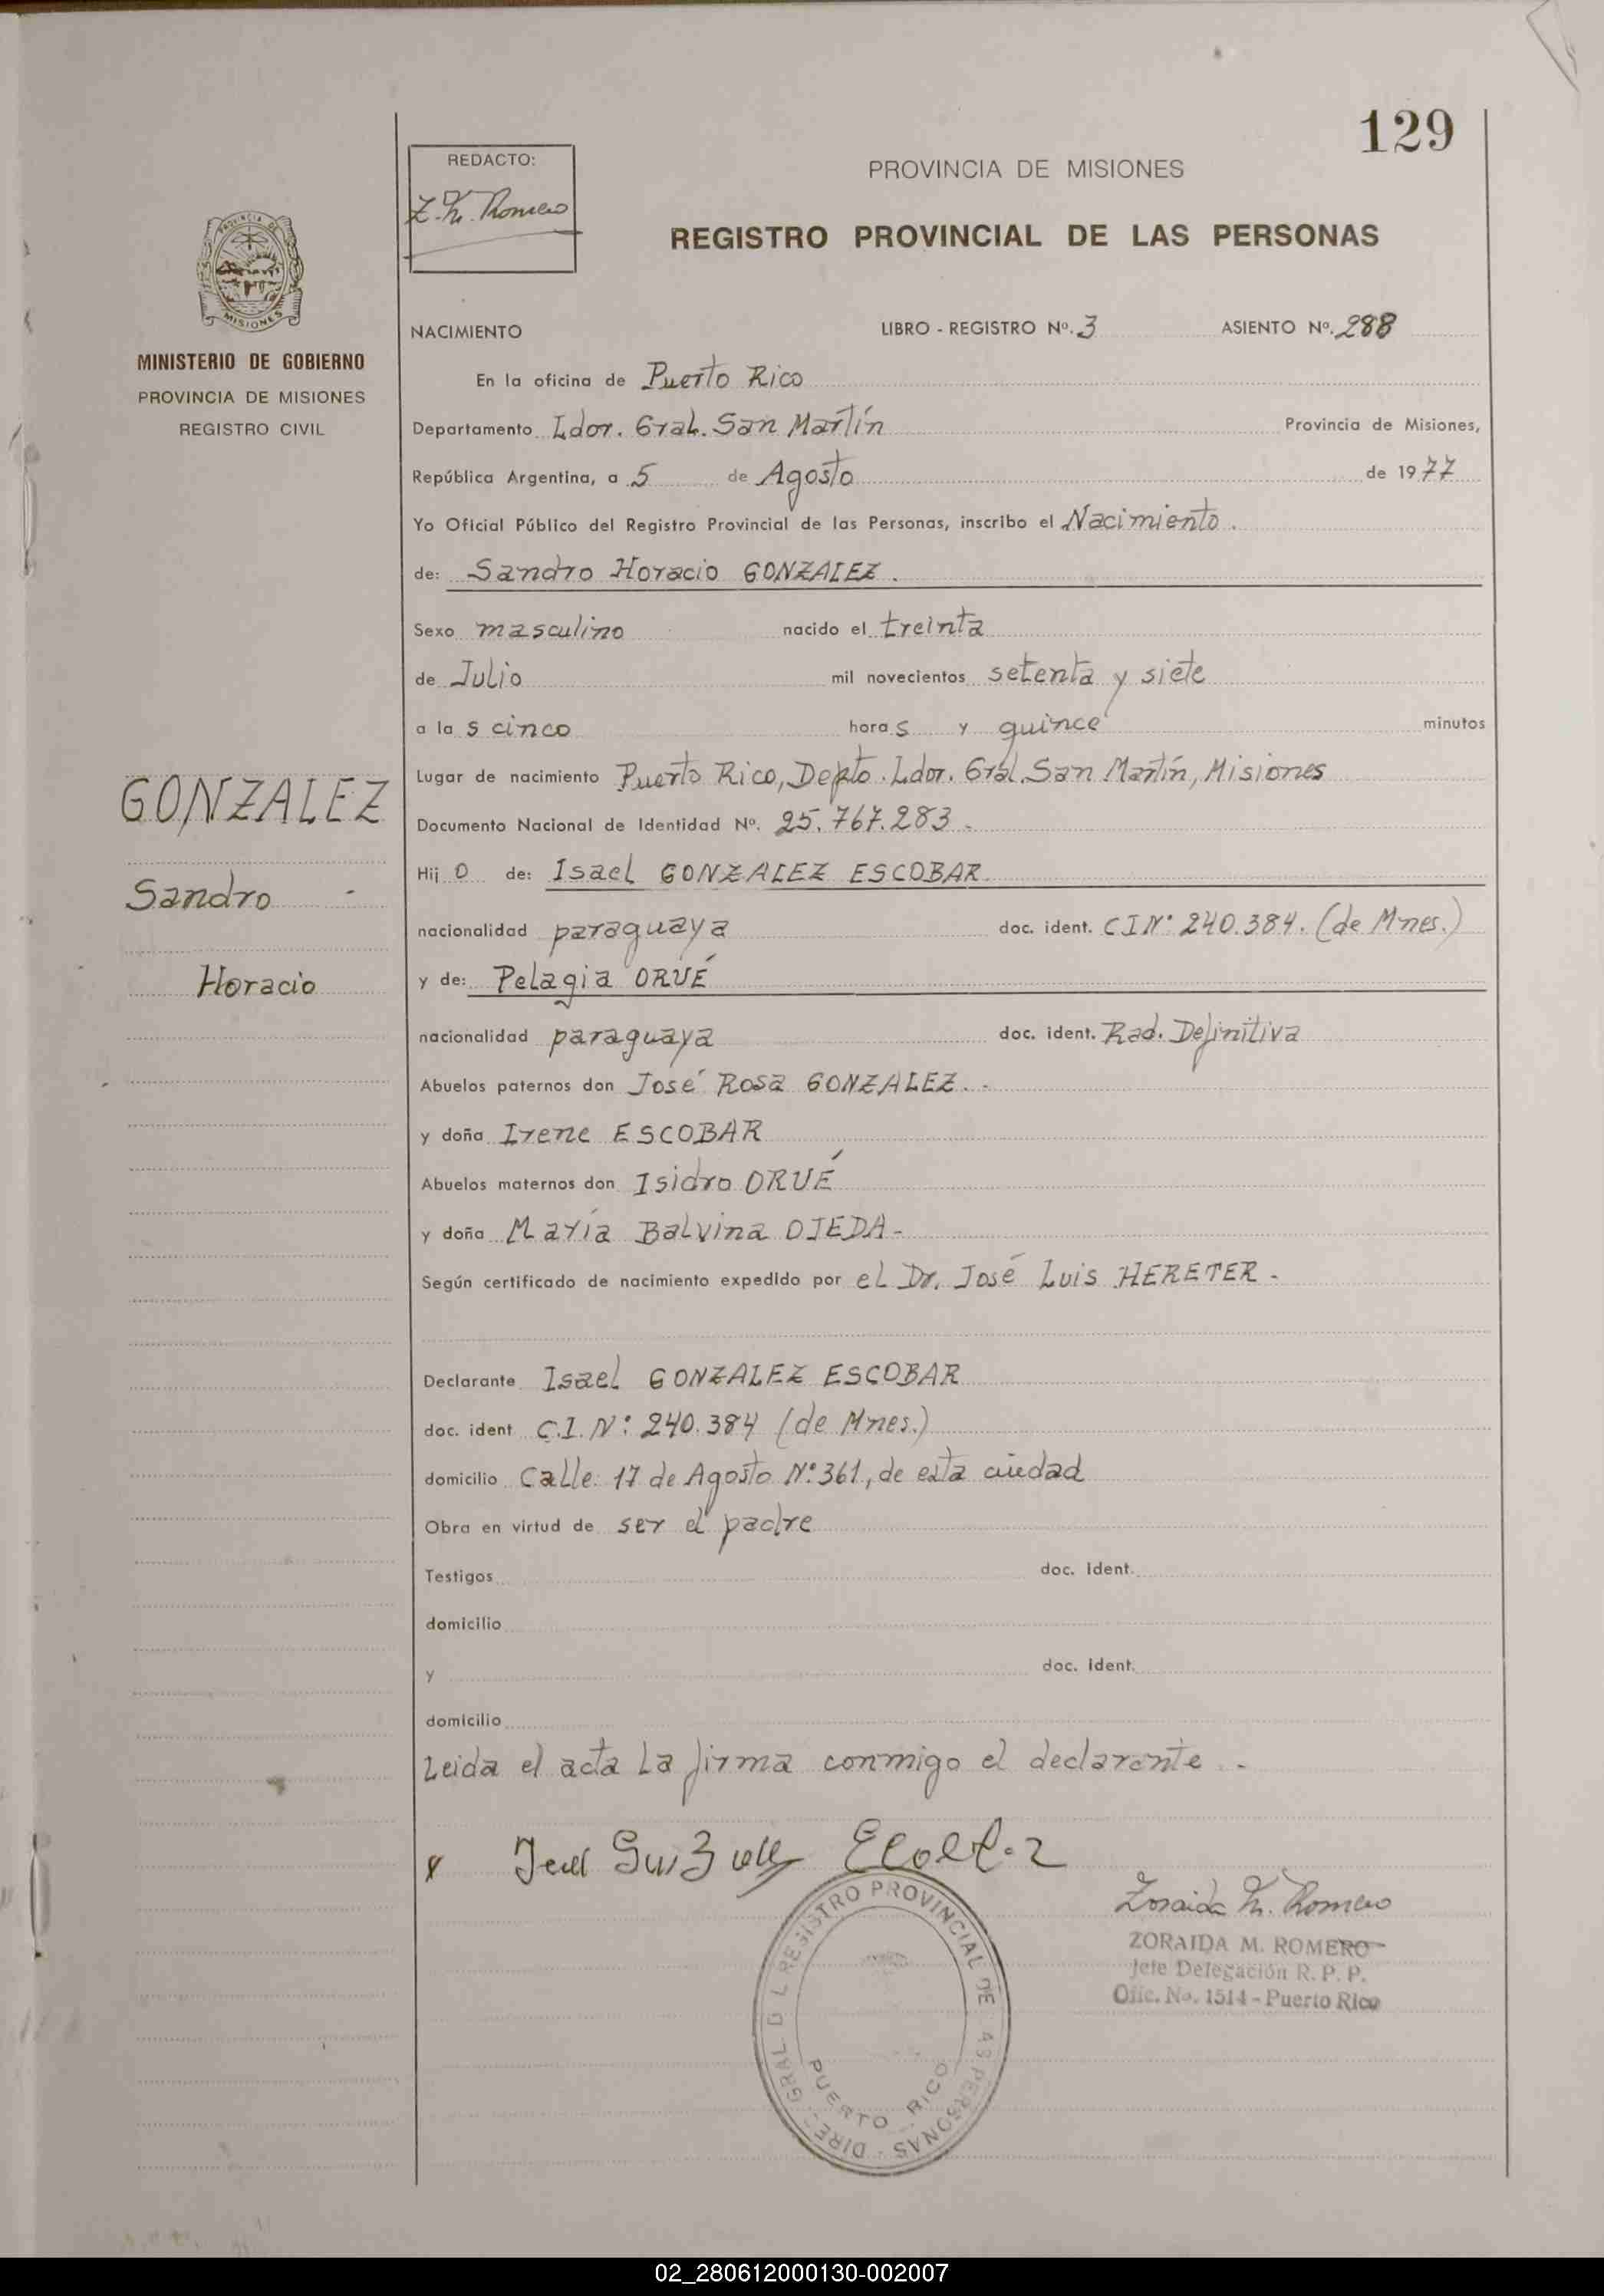 129
REDACTO:
Z. M. Romero
PROVINCIA DE MISIONES
REGISTRO PROVINCIAL DE LAS PERSONAS
PROVINCIA DE
MISIONES
MINISTERIO DE GOBIERNO
PROVINCIA DE MISIONES
REGISTRO CIVIL
NACIMIENTO LIBRO - REGISTRO Nº. 3 ASIENTO Nº. 288
En la oficina de Puerto Rico
Departamento Ldor. Gral. San Martín Provincia de Misiones,
República Argentina, a 5 de Agosto de 1977
Yo Oficial Público del Registro Provincial de las Personas, inscribo el Nacimiento.
de: Sandro Horacio GONZALEZ.
Sexo masculino nacido el treinta
de Julio mil novecientos setenta y siete
a las cinco horas y quince minutos
GONZALEZ
Sandro -
Horacio
Lugar de nacimiento Puerto Rico, Depto. Ldor. Gral. San Martín, Misiones
Documento Nacional de Identidad Nº. 25.767.283.
Hijo de: Isael GONZALEZ ESCOBAR
nacionalidad paraguaya doc. ident. C I Nº 240.384. (de Mnes.)
y de: Pelagia ORUÉ
nacionalidad paraguaya doc. ident. Rad. Definitiva
Abuelos paternos don José Rosa GONZALEZ. -
y doña Irene ESCOBAR
Abuelos maternos don Isidro ORUÉ
y doña María Balvina OJEDA -
Según certificado de nacimiento expedido por el Dr. José Luis HERETER -
Declarante Isael GONZALEZ ESCOBAR
doc. ident C.I. Nº: 240.384 (de Mnes.)
domicilio Calle 17 de Agosto Nº 361, de esta ciudad
Obra en virtud de ser el padre
Testigos doc. Ident.
domicilio
y doc. ident.
domicilio
Leida el acta la firma conmigo el declarante. -
Zoraida M. Romero
ZORAIDA M. ROMERO
Jefe Delegación R. P. P.
Ofic. No. 1514 - Puerto Rico
REGISTRO PROVINCIAL DE
PERSONAS
PUERTO RICO
02_280612000130-002007